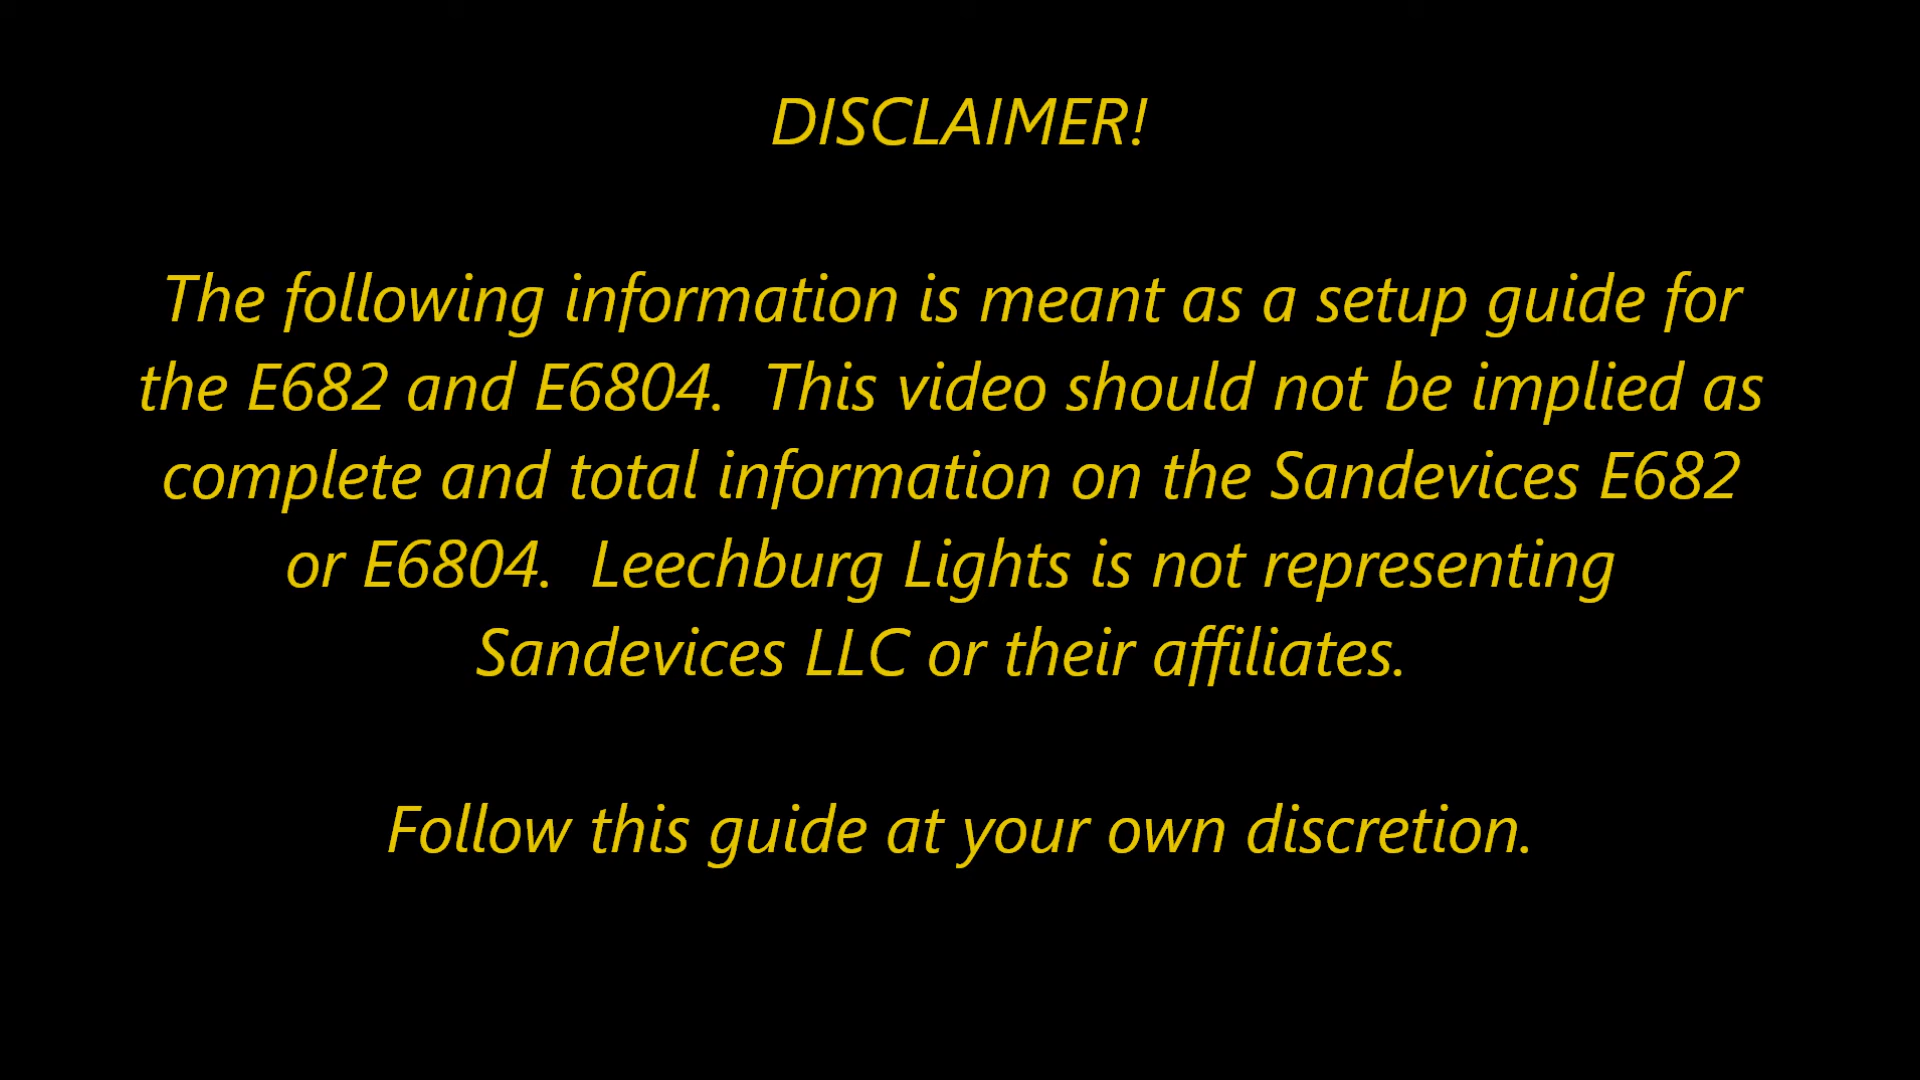 DISCLAIMER!
The following information is meant as a setup guide for
the E682 and E6804.  This video should not be implied as
complete and total information on the Sandevices E682
or E6804.  Leechburg Lights is not representing
Sandevices LLC or their affiliates.
Follow this guide at your own discretion.